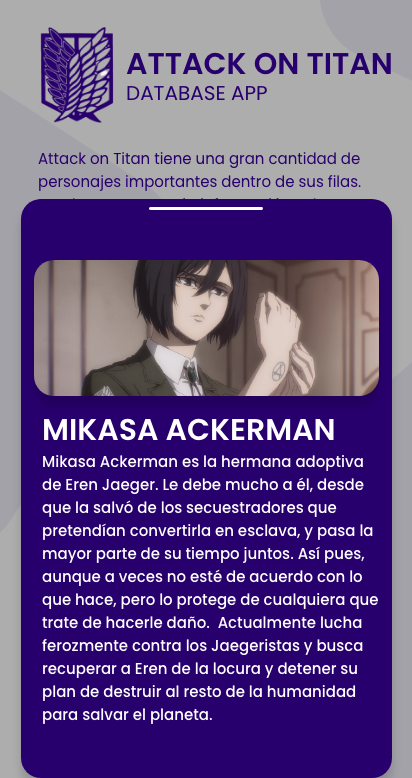 ATTACK ON TITAN
DATABASE APP
Attack on Titan tiene una gran cantidad de
personajes importantes dentro de sus filas.
MIKASA ACKERMAN
Mikasa Ackerman es la hermana adoptiva
de Eren Jaeger. Le debe mucho a él, desde
que la salvó de los secuestradores que
pretendían convertirla en esclava, y pasa la
mayor parte de su tiempo juntos. Así pues,
aunque a veces no esté de acuerdo con lo
que hace, pero lo protege de cualquiera que
trate de hacerle daño.  Actualmente lucha
ferozmente contra los Jaegeristas y busca
recuperar a Eren de la locura y detener su
plan de destruir al resto de la humanidad
para salvar el planeta.